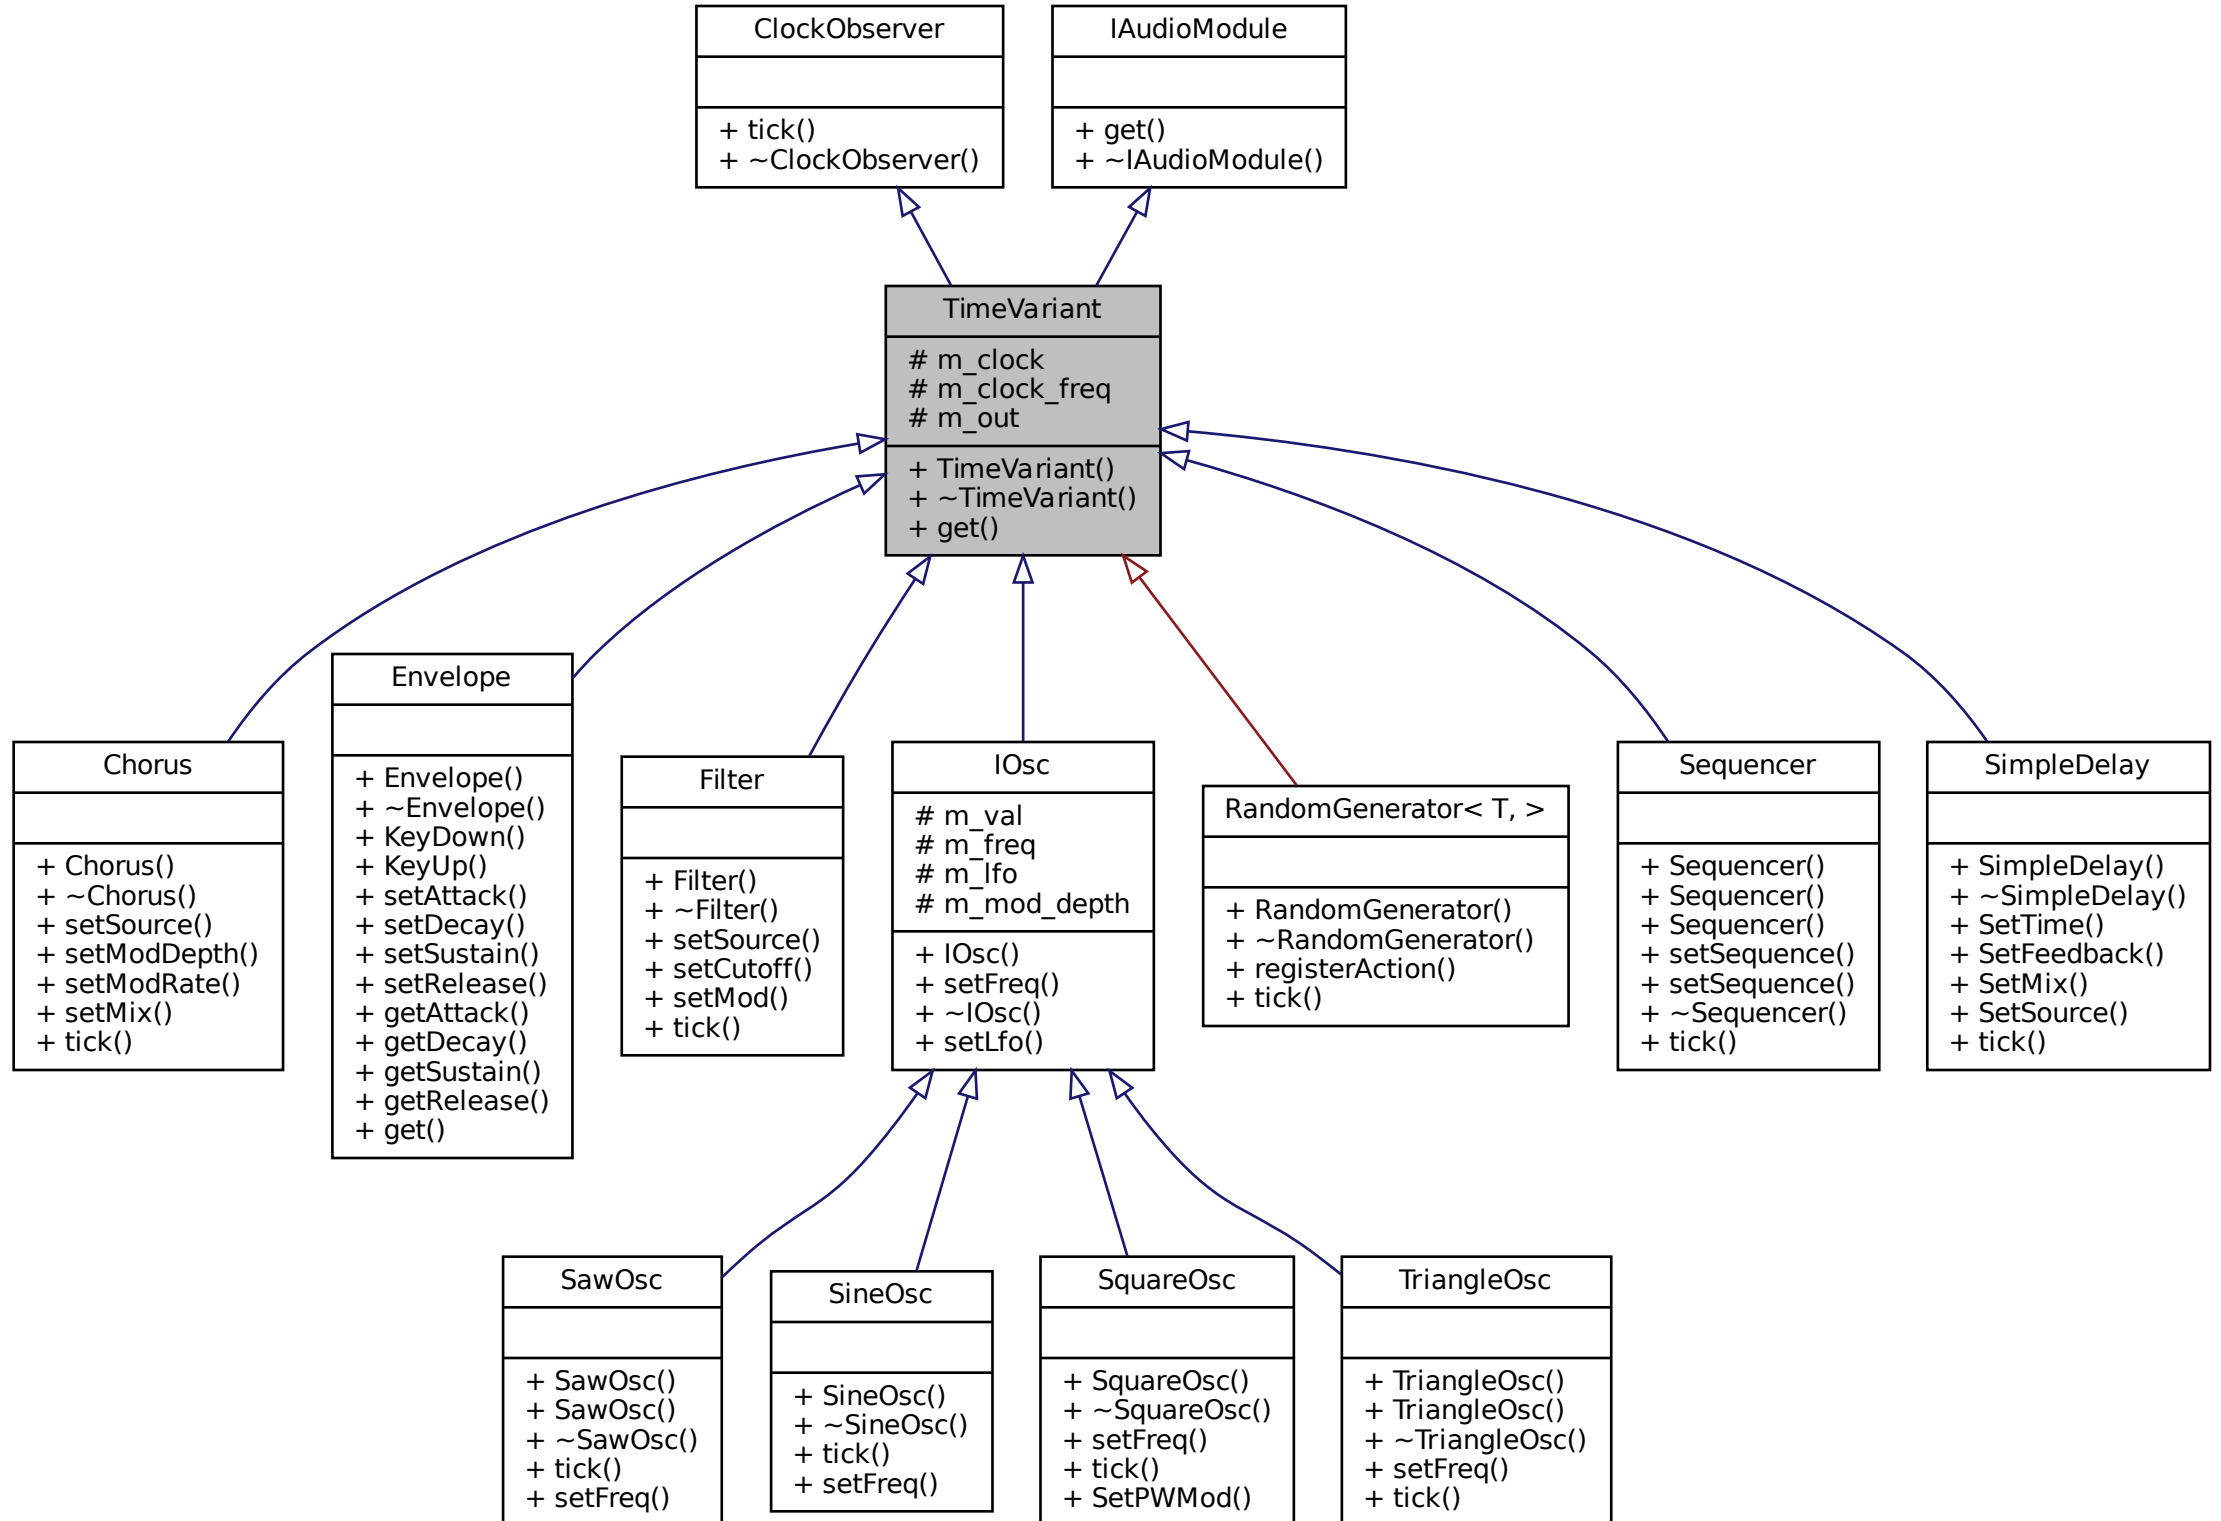 ClockObserver
+ tick()
+ ~ClockObserver()
IAudioModule
+ get()
+ ~IAudioModule()
TimeVariant
# m_clock
# m_clock_freq
# m_out
+ TimeVariant()
+ ~TimeVariant()
+ get()
Chorus
+ Chorus()
+ ~Chorus()
+ setSource()
+ setModDepth()
+ setModRate()
+ setMix()
+ tick()
Envelope
+ Envelope()
+ ~Envelope()
+ KeyDown()
+ KeyUp()
+ setAttack()
+ setDecay()
+ setSustain()
+ setRelease()
+ getAttack()
+ getDecay()
+ getSustain()
+ getRelease()
+ get()
Filter
+ Filter()
+ ~Filter()
+ setSource()
+ setCutoff()
+ setMod()
+ tick()
IOsc
# m_val
# m_freq
# m_lfo
# m_mod_depth
+ IOsc()
+ setFreq()
+ ~IOsc()
+ setLfo()
RandomGenerator< T, >
+ RandomGenerator()
+ ~RandomGenerator()
+ registerAction()
+ tick()
Sequencer
+ Sequencer()
+ Sequencer()
+ Sequencer()
+ setSequence()
+ setSequence()
+ ~Sequencer()
+ tick()
SimpleDelay
+ SimpleDelay()
+ ~SimpleDelay()
+ SetTime()
+ SetFeedback()
+ SetMix()
+ SetSource()
+ tick()
SawOsc
+ SawOsc()
+ SawOsc()
+ ~SawOsc()
+ tick()
+ setFreq()
SineOsc
+ SineOsc()
+ ~SineOsc()
+ tick()
+ setFreq()
SquareOsc
+ SquareOsc()
+ ~SquareOsc()
+ setFreq()
+ tick()
+ SetPWMod()
TriangleOsc
+ TriangleOsc()
+ TriangleOsc()
+ ~TriangleOsc()
+ setFreq()
+ tick()